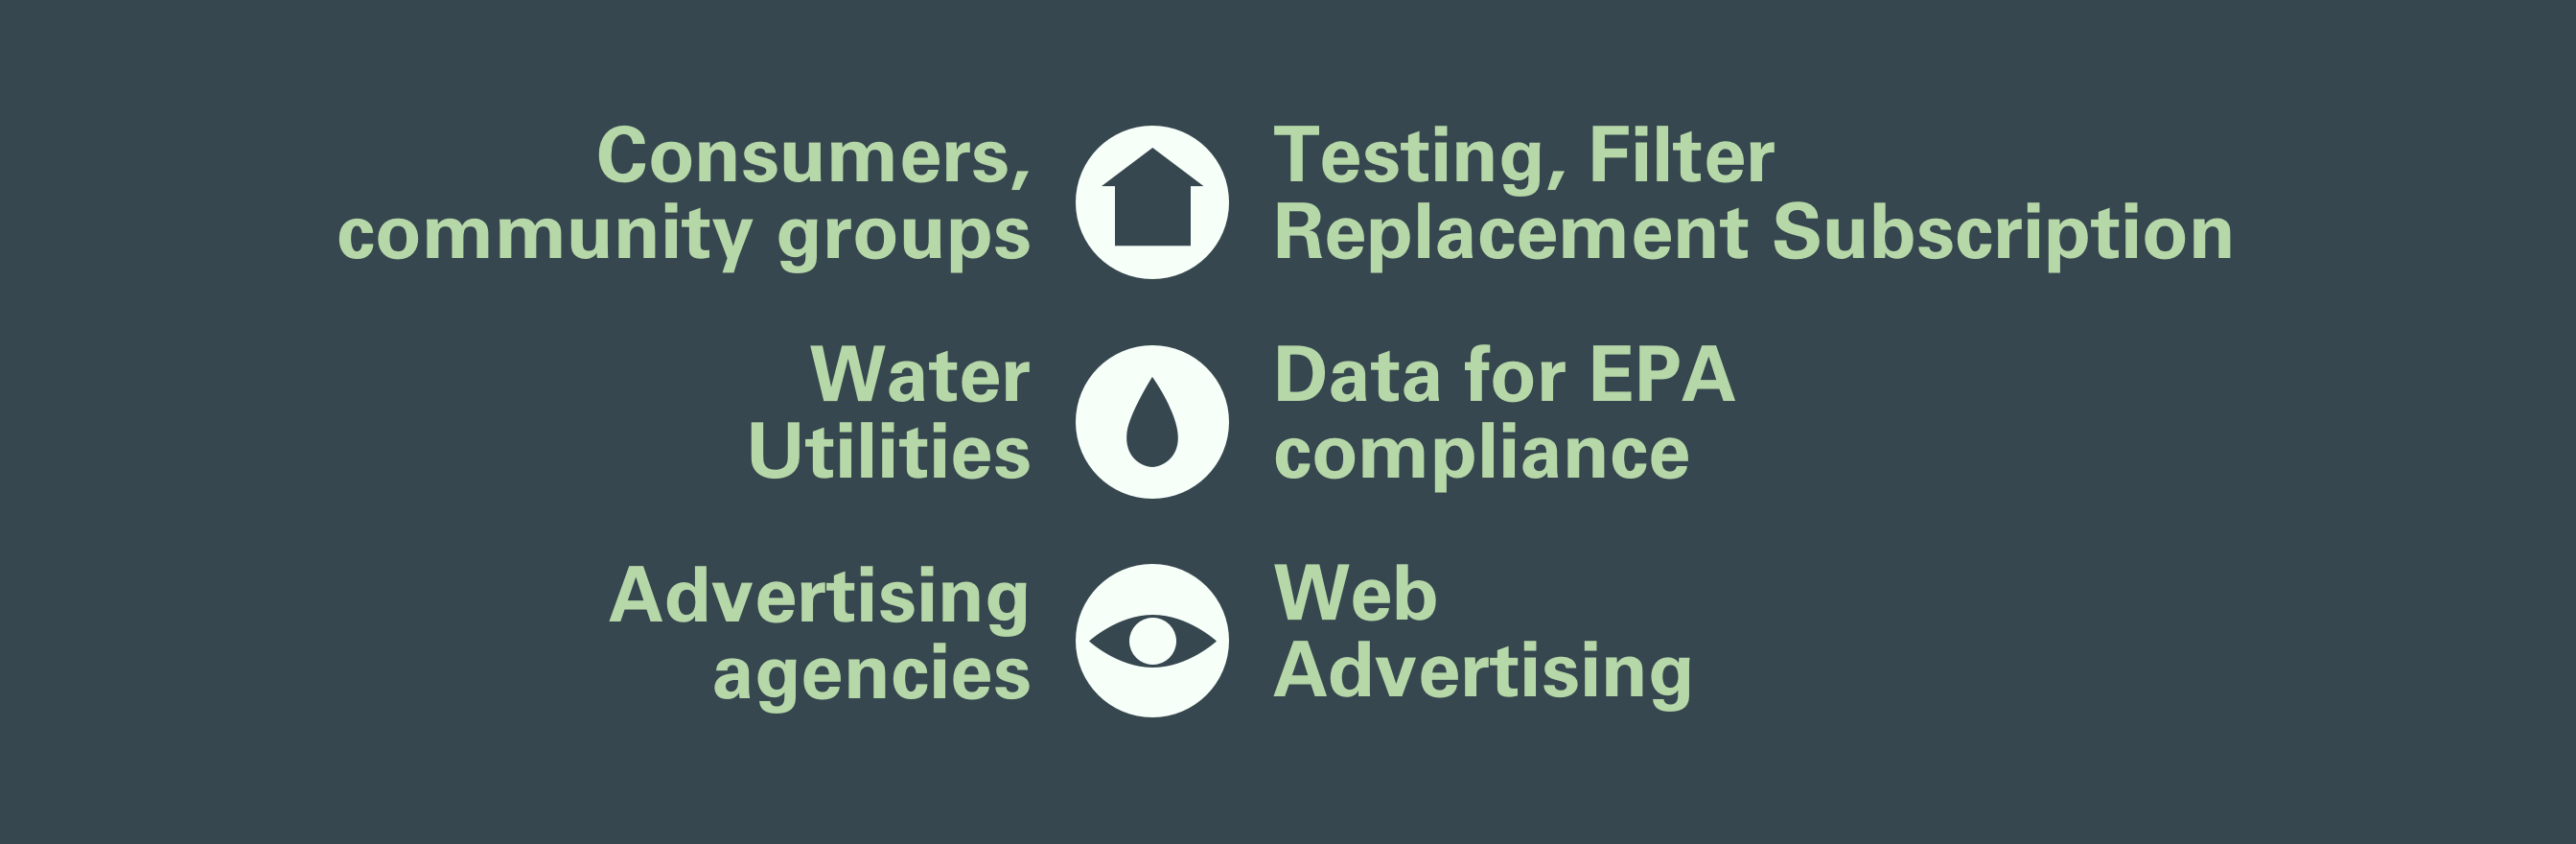 Consumers,
community groups
Testing, Filter
Replacement Subscription
Water
Utilities
Data for EPA
compliance
Advertising
agencies
Web
Advertising